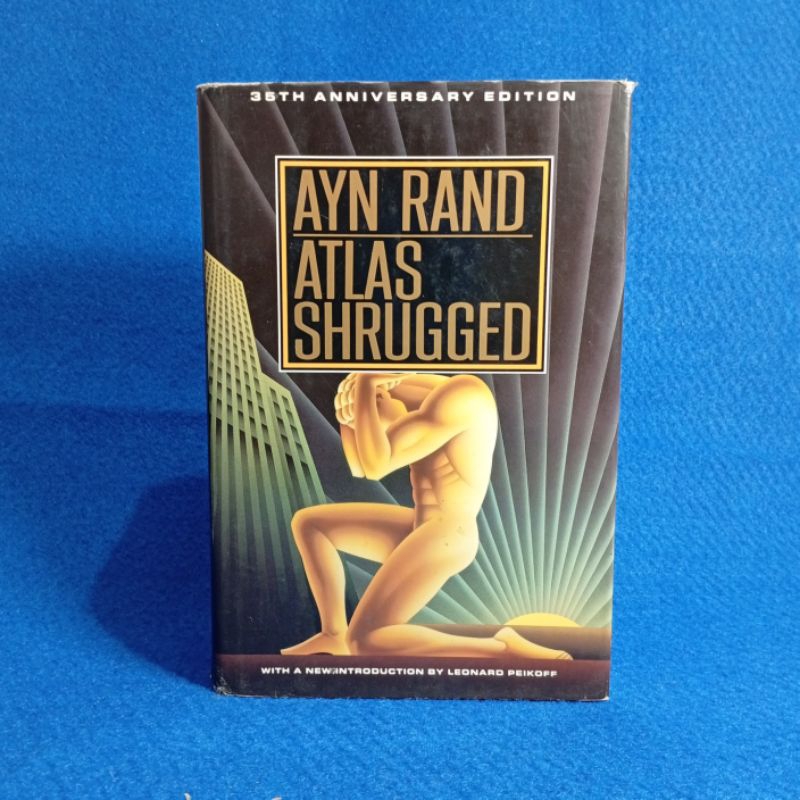 35TH ANNIVERSARY EDITION
AYN RAND
ATLAS
SHRUGGED
WITH A NEW INTRODUCTION BY LEONARD PEIKOFF